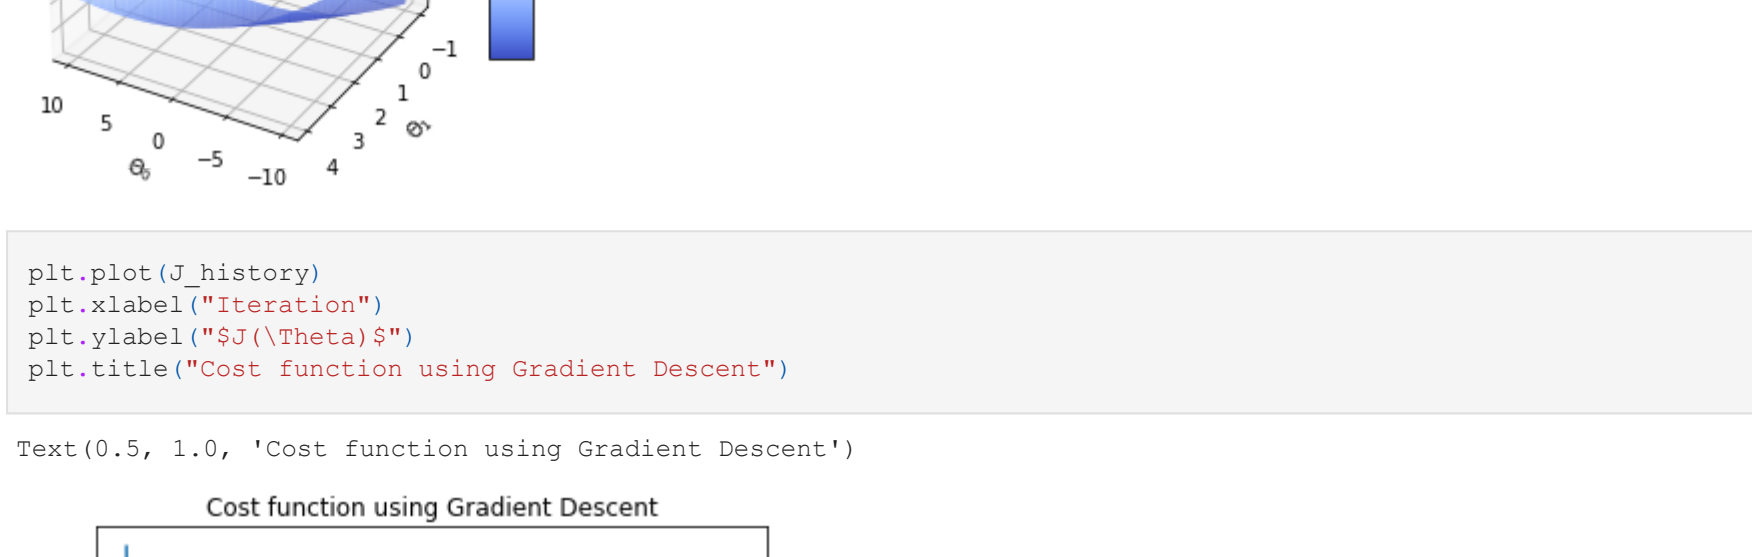 −1
0
1
2
3
4
Θ₁
10
5
0
−5
−10
Θ₀
plt.plot(J_history)
plt.xlabel("Iteration")
plt.ylabel("$J(\Theta)$")
plt.title("Cost function using Gradient Descent")
Text(0.5, 1.0, 'Cost function using Gradient Descent')
Cost function using Gradient Descent